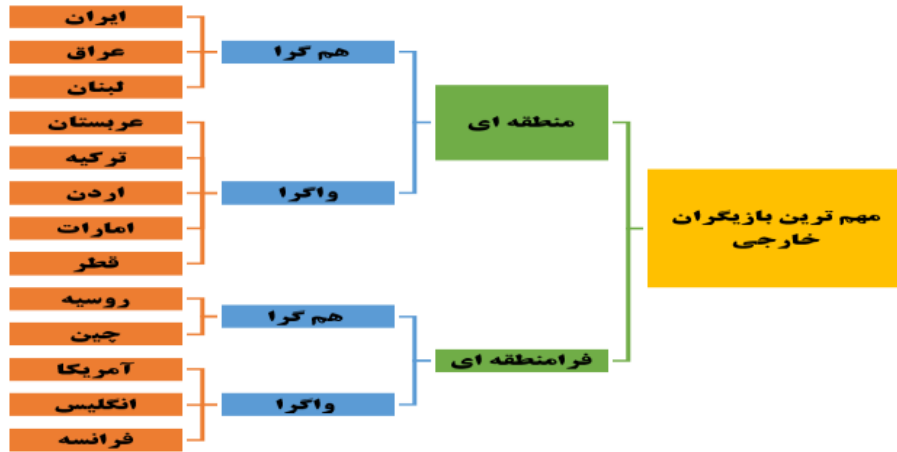 مهم ترین بازیگران
خارجی
منطقه ای
هم گرا
ایران
عراق
لبنان
واگرا
عربستان
ترکیه
اردن
امارات
قطر
فرامنطقه ای
هم گرا
روسیه
چین
واگرا
آمریکا
انگلیس
فرانسه